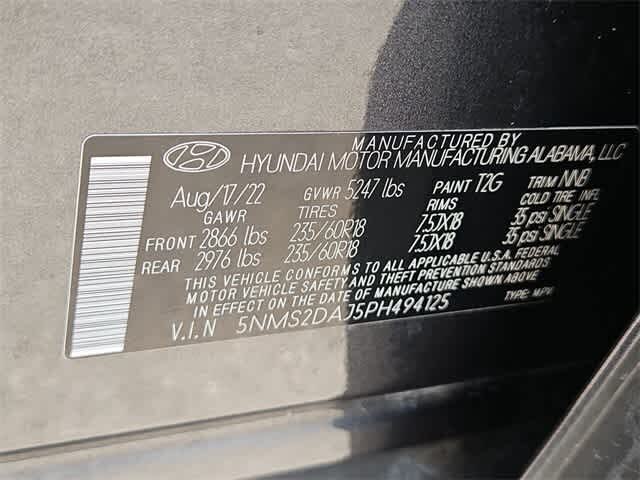 MANUFACTURED BY
HYUNDAI MOTOR MANUFACTURING ALABAMA, LLC
Aug/17/22 GVWR 5247 lbs PAINT T2G TRIM NNB
GAWR TIRES RIMS COLD TIRE INFL
FRONT 2866 lbs 235/60R18 7.5JX18 35 psi SINGLE
REAR 2976 lbs 235/60R18 7.5JX18 35 psi SINGLE
THIS VEHICLE CONFORMS TO ALL APPLICABLE U.S.A. FEDERAL
MOTOR VEHICLE SAFETY AND THEFT PREVENTION STANDARDS
IN EFFECT ON THE DATE OF MANUFACTURE SHOWN ABOVE
V.I.N 5NMS2DAJ5PH494125 TYPE: M.P.V